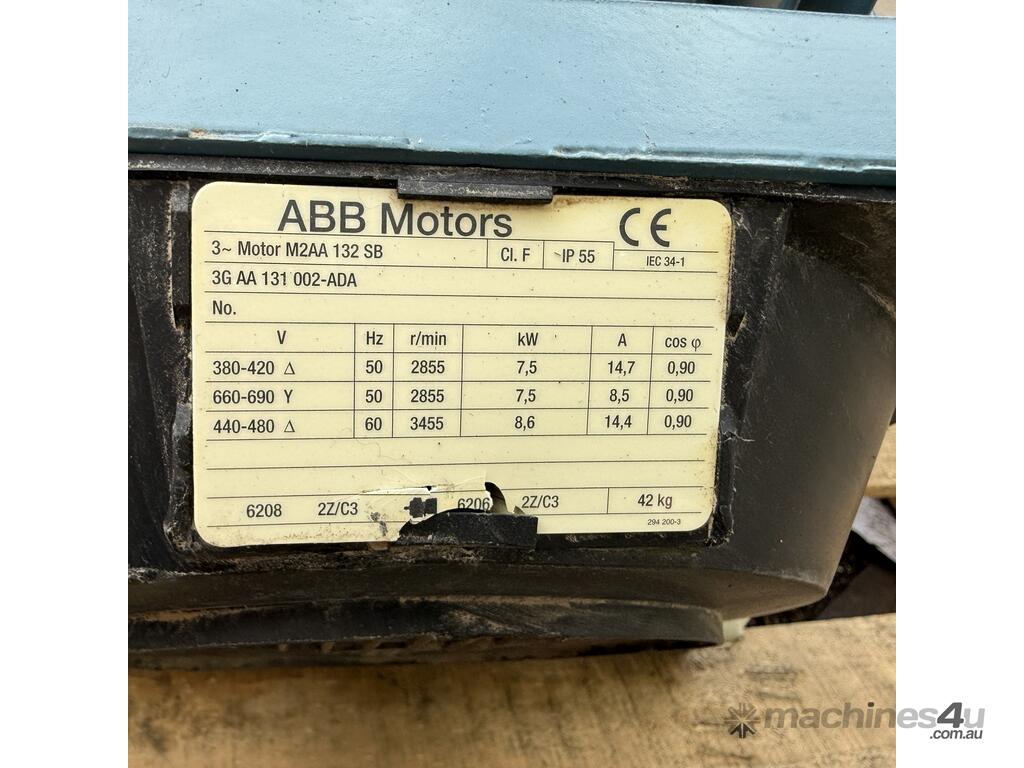 ABB Motors CE
3~ Motor M2AA 132 SB Cl. F IP 55 IEC 34-1
3G AA 131 002-ADA
No.
V Hz r/min kW A cos φ
380-420 Δ 50 2855 7,5 14,7 0,90
660-690 Y 50 2855 7,5 8,5 0,90
440-480 Δ 60 3455 8,6 14,4 0,90
6208 2Z/C3 6206 2Z/C3 42 kg
294 200-3
machines4u
.com.au